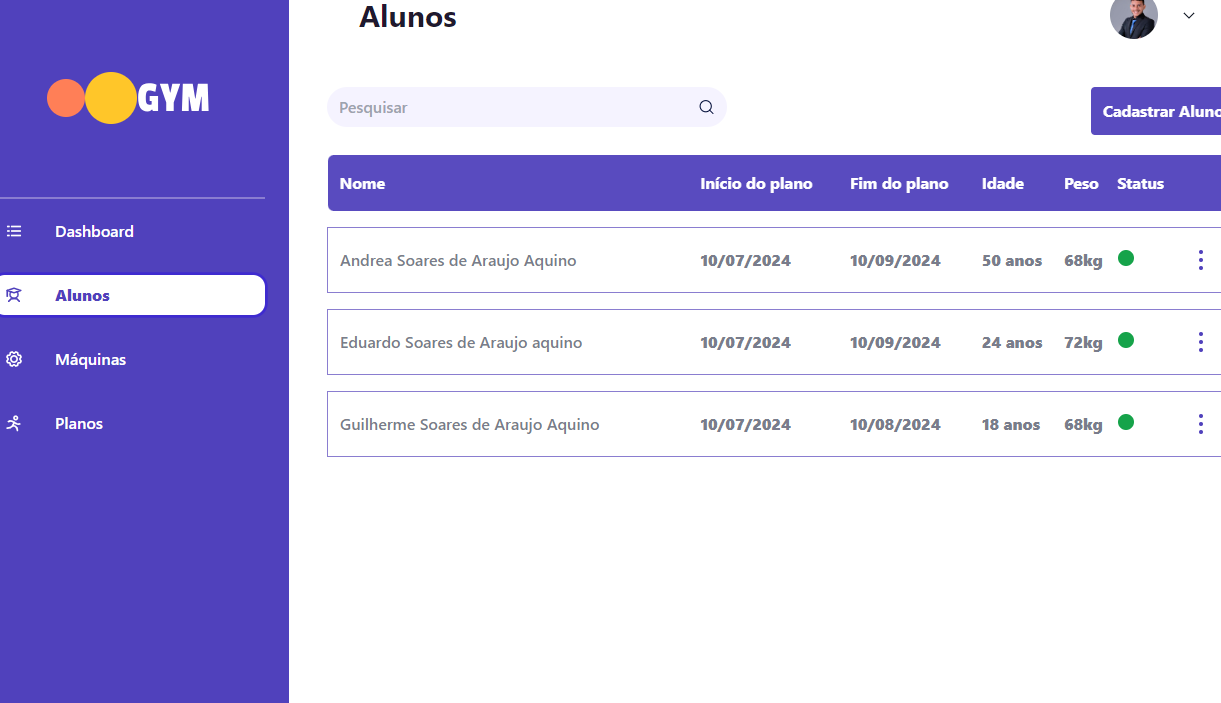 Alunos
GYM
Pesquisar
Cadastrar Aluno
Nome Início do plano Fim do plano Idade Peso Status
Dashboard
Andrea Soares de Araujo Aquino 10/07/2024 10/09/2024 50 anos 68kg
Alunos
Eduardo Soares de Araujo aquino 10/07/2024 10/09/2024 24 anos 72kg
Máquinas
Guilherme Soares de Araujo Aquino 10/07/2024 10/08/2024 18 anos 68kg
Planos